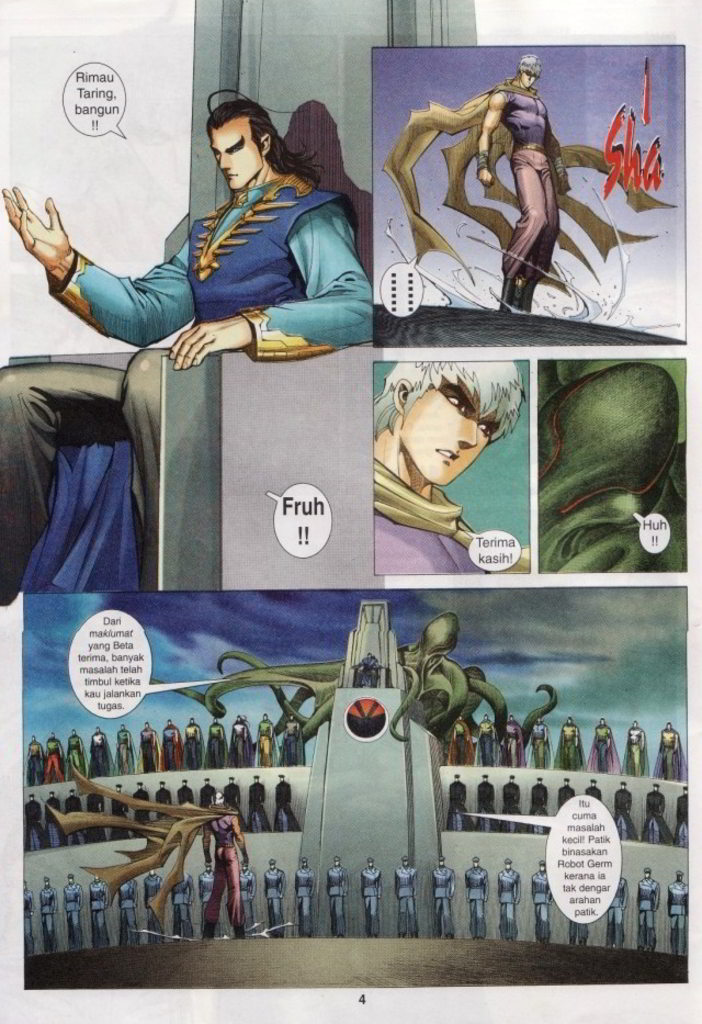 Rimau
Taring,
bangun
!!
Sha
Fruh
!!
Terima
kasih!
Huh
!!
Dari
maklumat
yang Beta
terima, banyak
masalah telah
timbul ketika
kau jalankan
tugas.
Itu
cuma
masalah
kecil! Patik
binasakan
Robot Germ
kerana ia
tak dengar
arahan
patik.
4